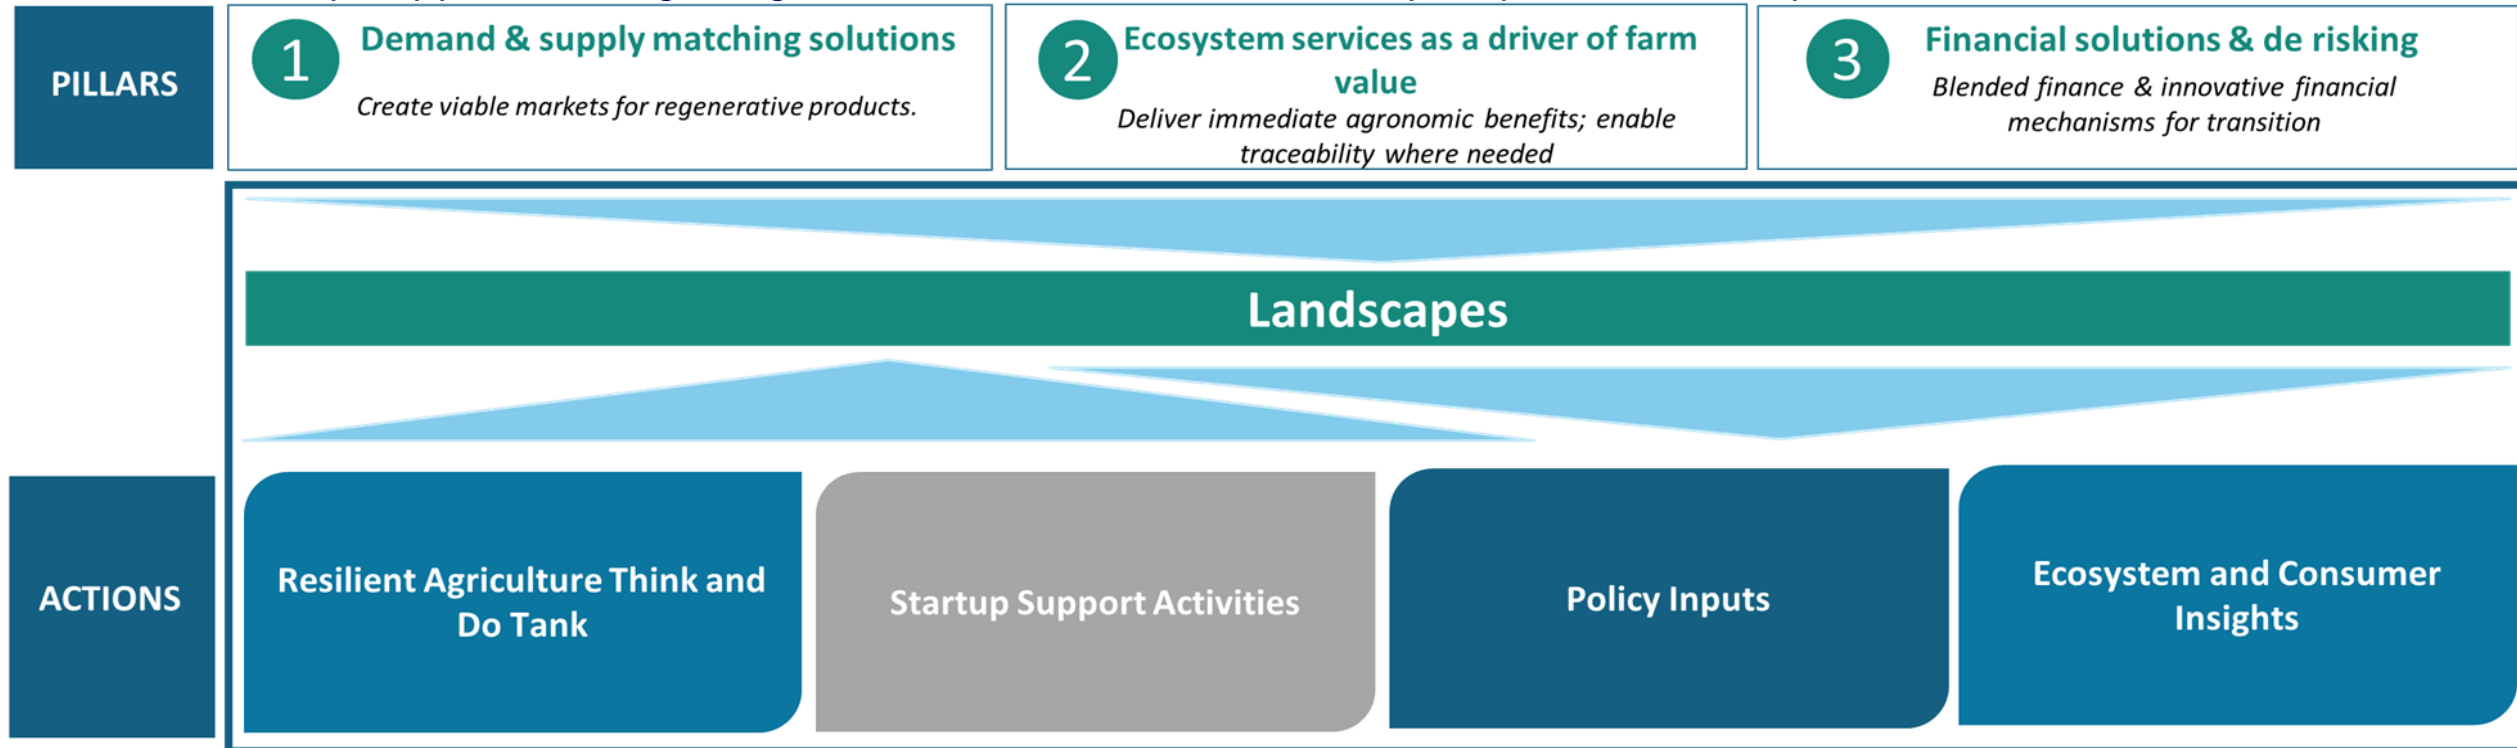 PILLARS
1
Demand & supply matching solutions
Create viable markets for regenerative products.
2
Ecosystem services as a driver of farm
value
Deliver immediate agronomic benefits; enable
traceability where needed
3
Financial solutions & de risking
Blended finance & innovative financial
mechanisms for transition
Landscapes
ACTIONS
Resilient Agriculture Think and
Do Tank
Startup Support Activities
Policy Inputs
Ecosystem and Consumer
Insights